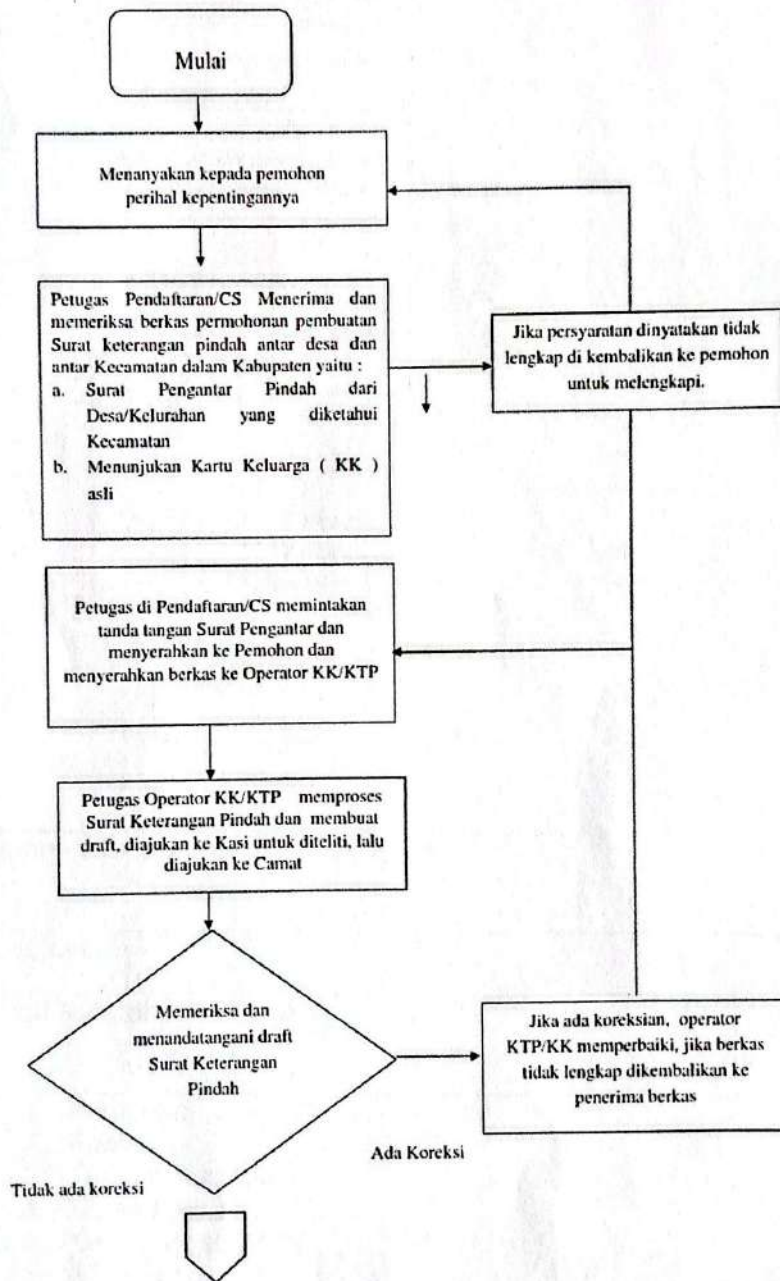 Mulai
Menanyakan kepada pemohon
perihal kepentingannya
Petugas Pendaftaran/CS Menerima dan
memeriksa berkas permohonan pembuatan
Surat keterangan pindah antar desa dan
antar Kecamatan dalam Kabupaten yaitu :
a. Surat Pengantar Pindah dari
Desa/Kelurahan yang diketahui
Kecamatan
b. Menunjukan Kartu Keluarga ( KK )
asli
Jika persyaratan dinyatakan tidak
lengkap di kembalikan ke pemohon
untuk melengkapi.
Petugas di Pendaftaran/CS memintakan
tanda tangan Surat Pengantar dan
menyerahkan ke Pemohon dan
menyerahkan berkas ke Operator KK/KTP
Petugas Operator KK/KTP memproses
Surat Keterangan Pindah dan membuat
draft, diajukan ke Kasi untuk diteliti, lalu
diajukan ke Camat
Memeriksa dan
menandatangani draft
Surat Keterangan
Pindah
Jika ada koreksian, operator
KTP/KK memperbaiki, jika berkas
tidak lengkap dikembalikan ke
penerima berkas
Ada Koreksi
Tidak ada koreksi